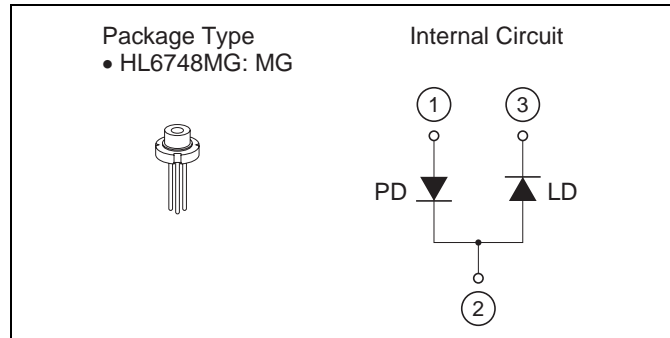 Package Type
• HL6748MG: MG
Internal Circuit
1
3
PD
LD
2